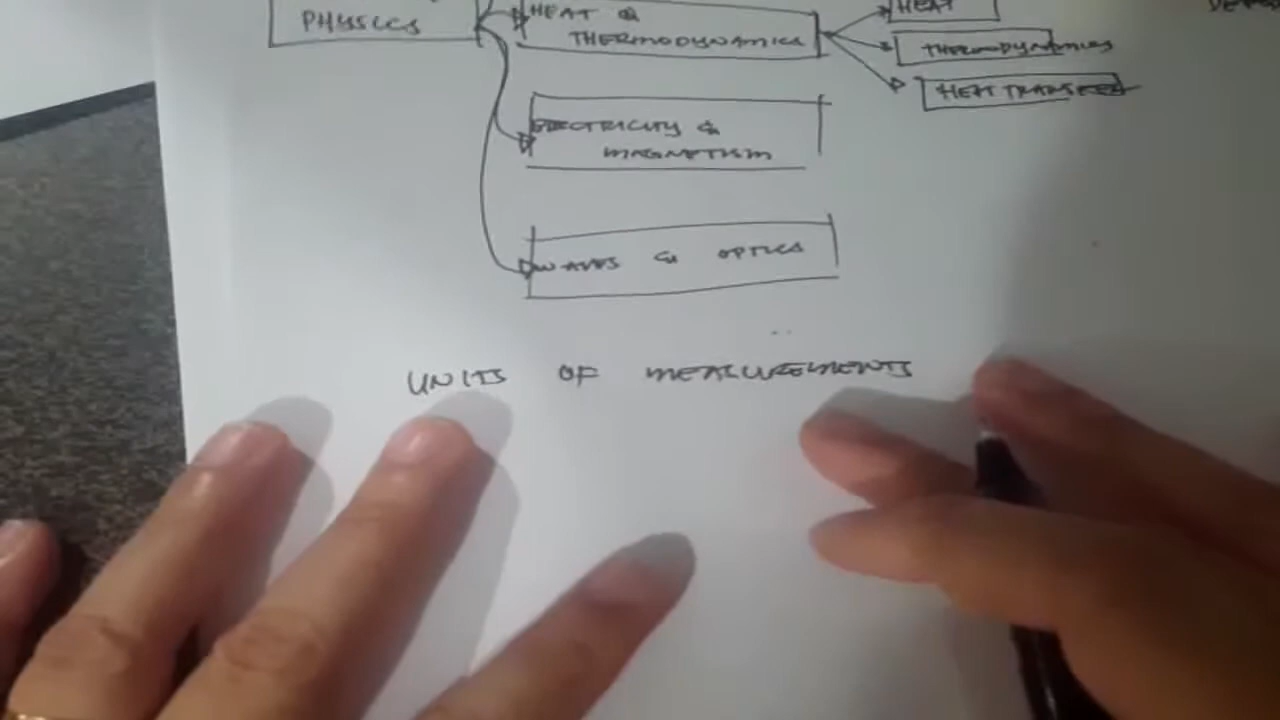 PHYSICS
HEAT &
THERMODYNAMICS
HEAT
THERMODYNAMICS
HEAT TRANSFER
ELECTRICITY &
MAGNETISM
WAVES & OPTICS
UNITS OF MEASUREMENTS